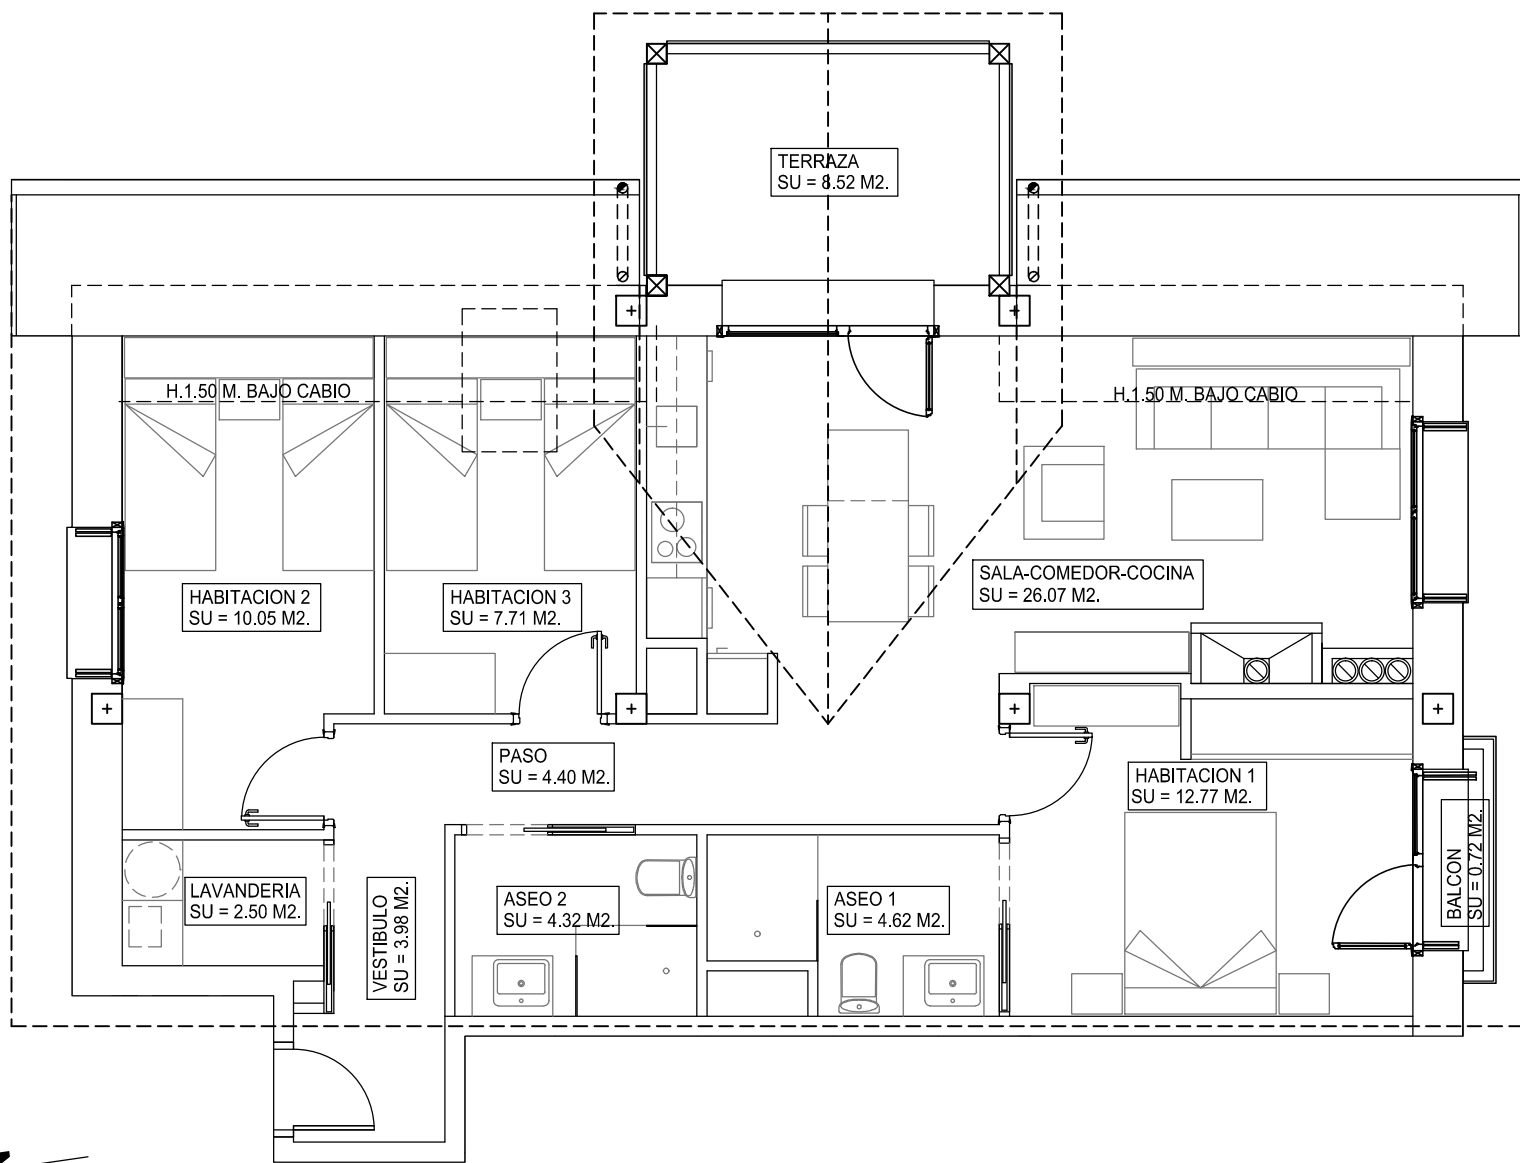 TERRAZA
SU = 8.52 M2.
H.1.50 M. BAJO CABIO
H.1.50 M. BAJO CABIO
HABITACION 2
SU = 10.05 M2.
HABITACION 3
SU = 7.71 M2.
SALA-COMEDOR-COCINA
SU = 26.07 M2.
PASO
SU = 4.40 M2.
HABITACION 1
SU = 12.77 M2.
LAVANDERIA
SU = 2.50 M2.
VESTIBULO
SU = 3.98 M2.
ASEO 2
SU = 4.32 M2.
ASEO 1
SU = 4.62 M2.
BALCON
SU = 0.72 M2.